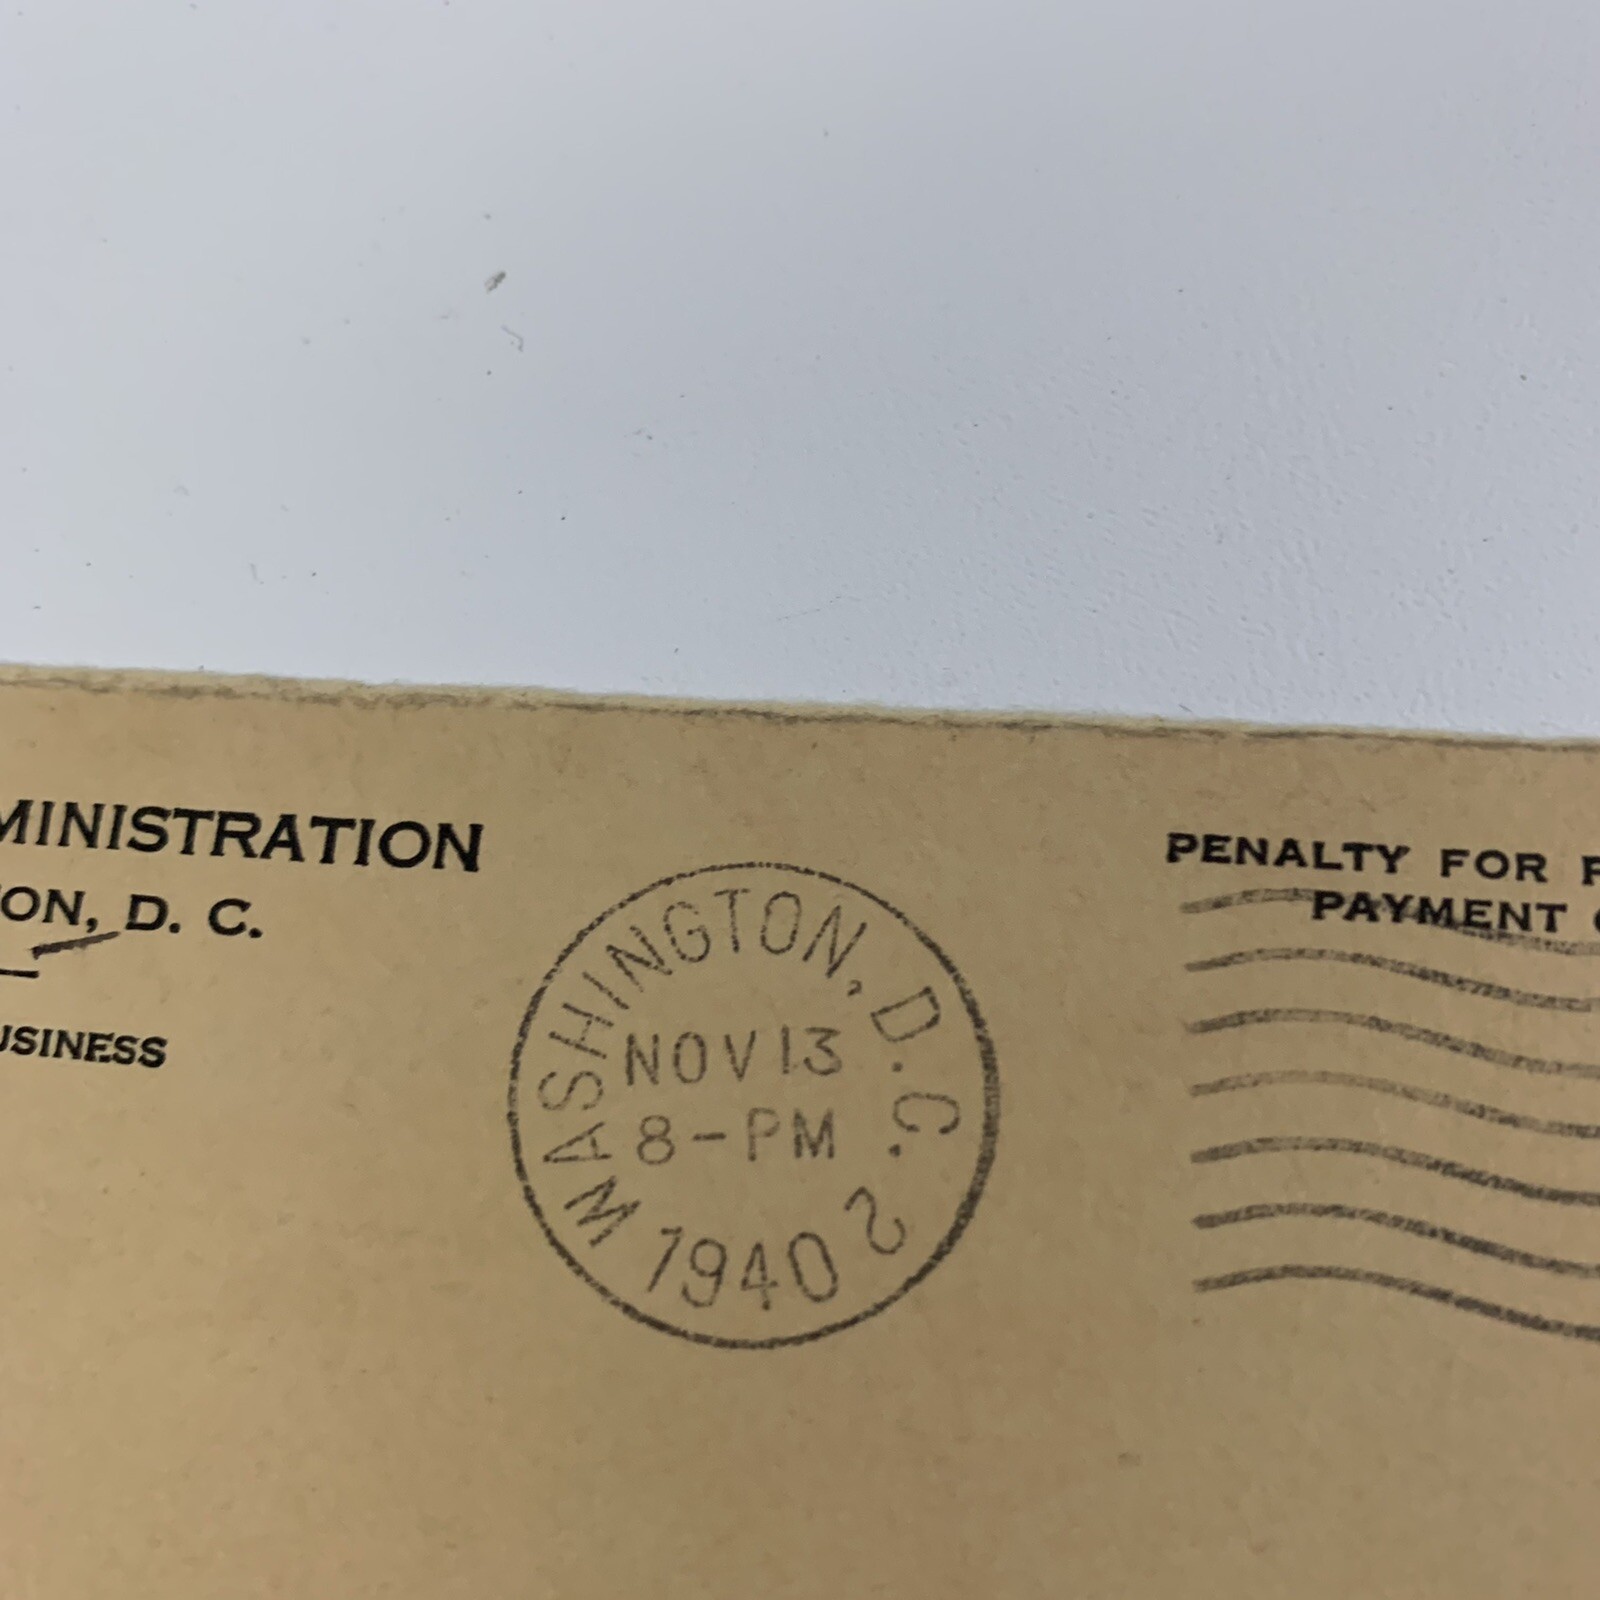 MINISTRATION
ON, D. C.
USINESS
WASHINGTON, D. C. 2
NOV 13
8-PM
1940
PENALTY FOR
PAYMENT